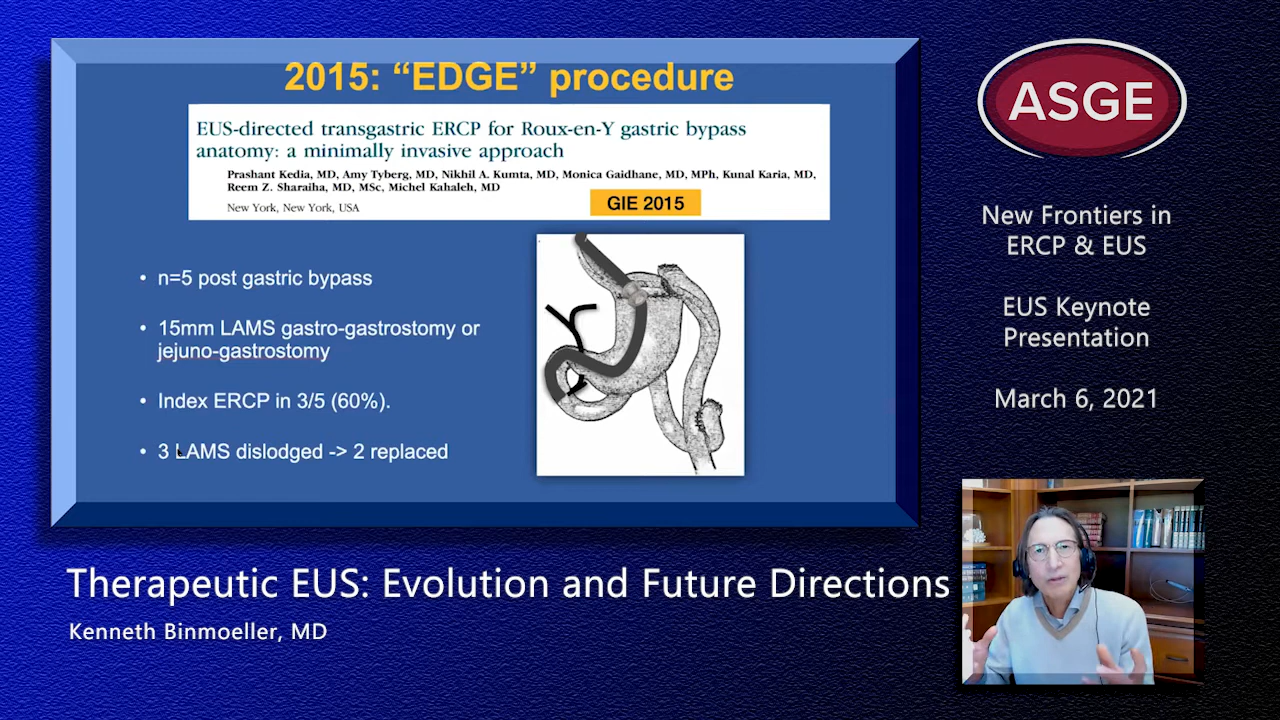 2015: “EDGE” procedure
EUS-directed transgastric ERCP for Roux-en-Y gastric bypass
anatomy: a minimally invasive approach
Prashant Kedia, MD, Amy Tyberg, MD, Nikhil A. Kumta, MD, Monica Gaidhane, MD, MPh, Kunal Karia, MD,
Reem Z. Sharaiha, MD, MSc, Michel Kahaleh, MD
New York, New York, USA
GIE 2015
• n=5 post gastric bypass
• 15mm LAMS gastro-gastrostomy or
jejuno-gastrostomy
• Index ERCP in 3/5 (60%).
• 3 LAMS dislodged -> 2 replaced
ASGE
New Frontiers in
ERCP & EUS
EUS Keynote
Presentation
March 6, 2021
Therapeutic EUS: Evolution and Future Directions
Kenneth Binmoeller, MD